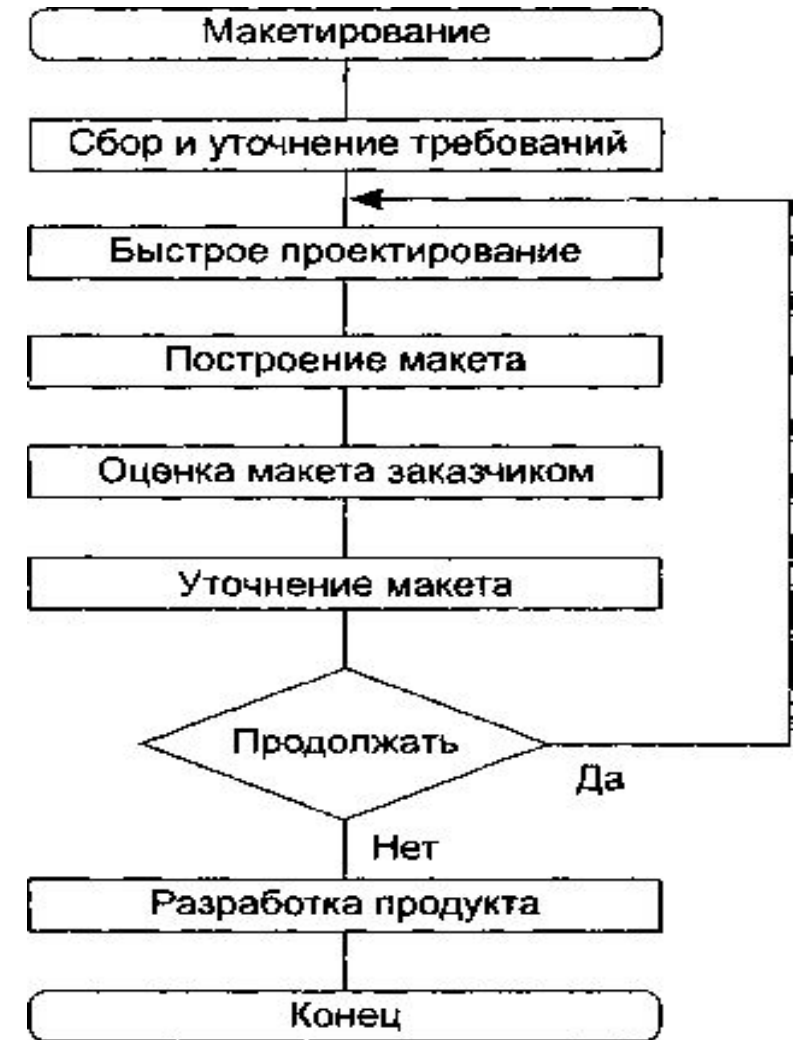 Макетирование
Сбор и уточнение требований
Быстрое проектирование
Построение макета
Оценка макета заказчиком
Уточнение макета
Продолжать
Да
Нет
Разработка продукта
Конец